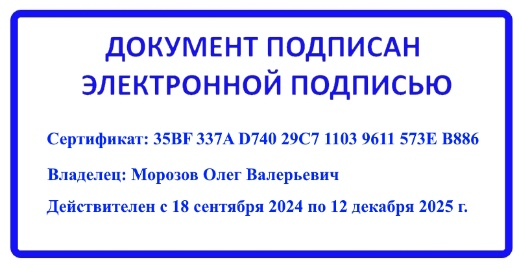 ДОКУМЕНТ ПОДПИСАН
ЭЛЕКТРОННОЙ ПОДПИСЬЮ
Сертификат: 35BF 337A D740 29C7 1103 9611 573E B886
Владелец: Морозов Олег Валерьевич
Действителен с 18 сентября 2024 по 12 декабря 2025 г.